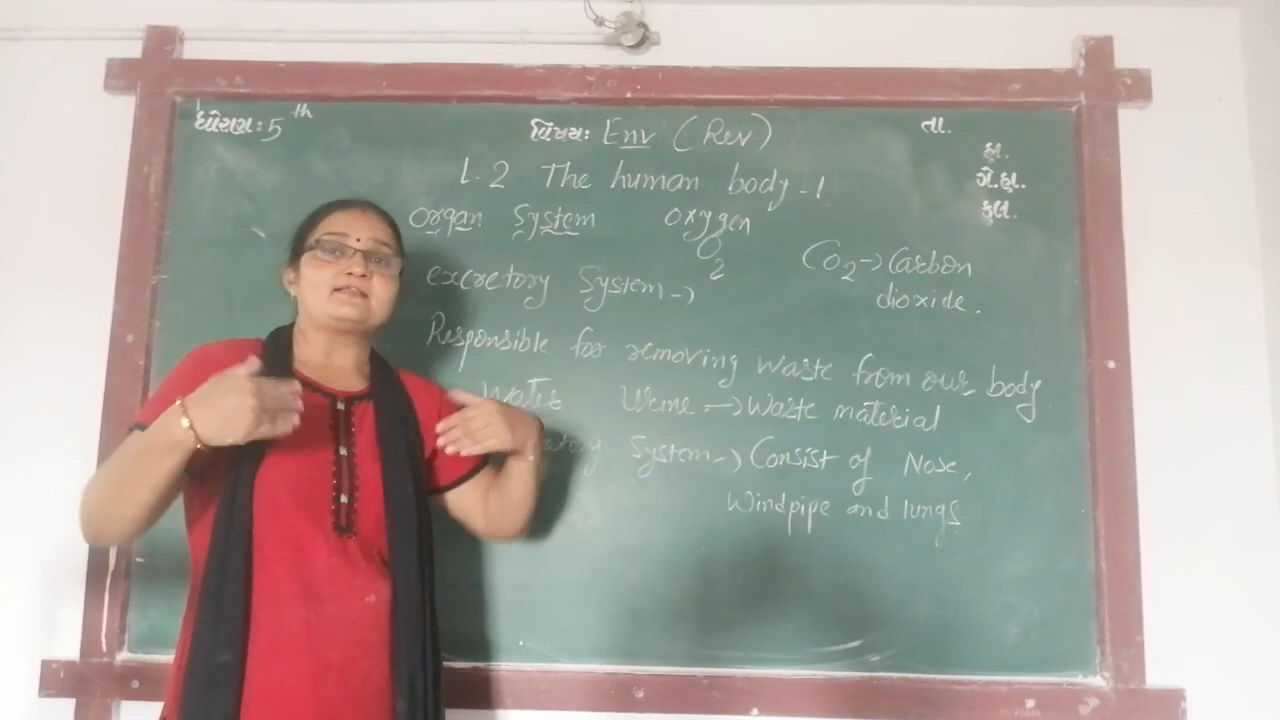 ધોરણ: 5th વિષય: Env (Rev) તા.
હા.
ગે.હા.
કુલ.
L.2 The human body - 1
organ System oxygen
O2
CO2 -> Carbon
dioxide.
excretory System ->
Responsible for removing waste from our body
Water Urine -> Waste material
System -> Consist of Nose,
Windpipe and lungs